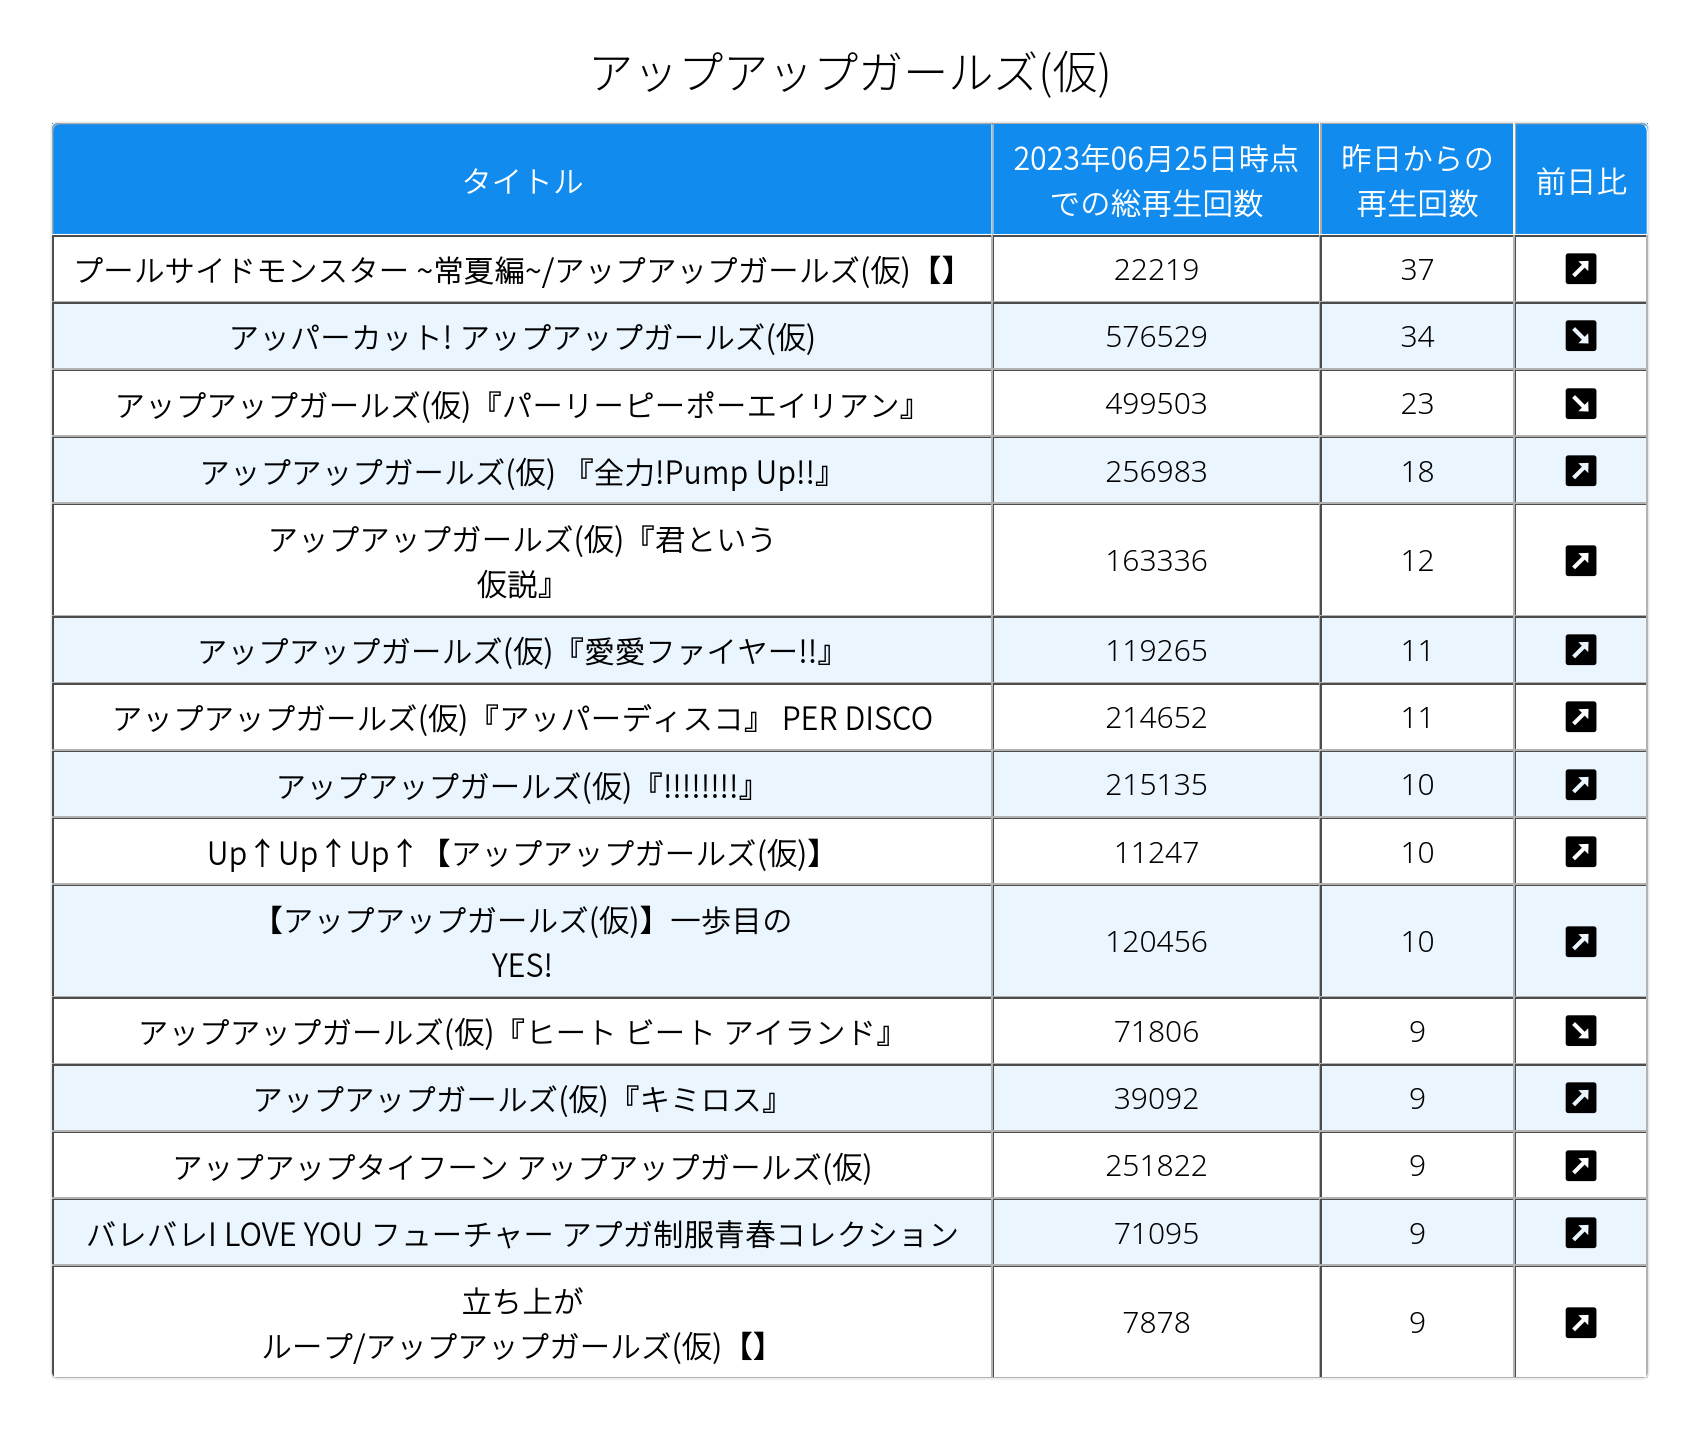 アップアップガールズ(仮)
タイトル
2023年06月25日時点
での総再生回数
昨日からの
再生回数
前日比
プールサイドモンスター ~常夏編~/アップアップガールズ(仮)【】 22219 37
アッパーカット! アップアップガールズ(仮) 576529 34
アップアップガールズ(仮)『パーリーピーポーエイリアン』 499503 23
アップアップガールズ(仮) 『全力!Pump Up!!』 256983 18
アップアップガールズ(仮)『君という
仮説』 163336 12
アップアップガールズ(仮)『愛愛ファイヤー!!』 119265 11
アップアップガールズ(仮)『アッパーディスコ』 PER DISCO 214652 11
アップアップガールズ(仮)『!!!!!!!!』 215135 10
Up↑Up↑Up↑【アップアップガールズ(仮)】 11247 10
【アップアップガールズ(仮)】一歩目の
YES! 120456 10
アップアップガールズ(仮)『ヒート ビート アイランド』 71806 9
アップアップガールズ(仮)『キミロス』 39092 9
アップアップタイフーン アップアップガールズ(仮) 251822 9
バレバレI LOVE YOU フューチャー アプガ制服青春コレクション 71095 9
立ち上が
ループ/アップアップガールズ(仮)【】 7878 9